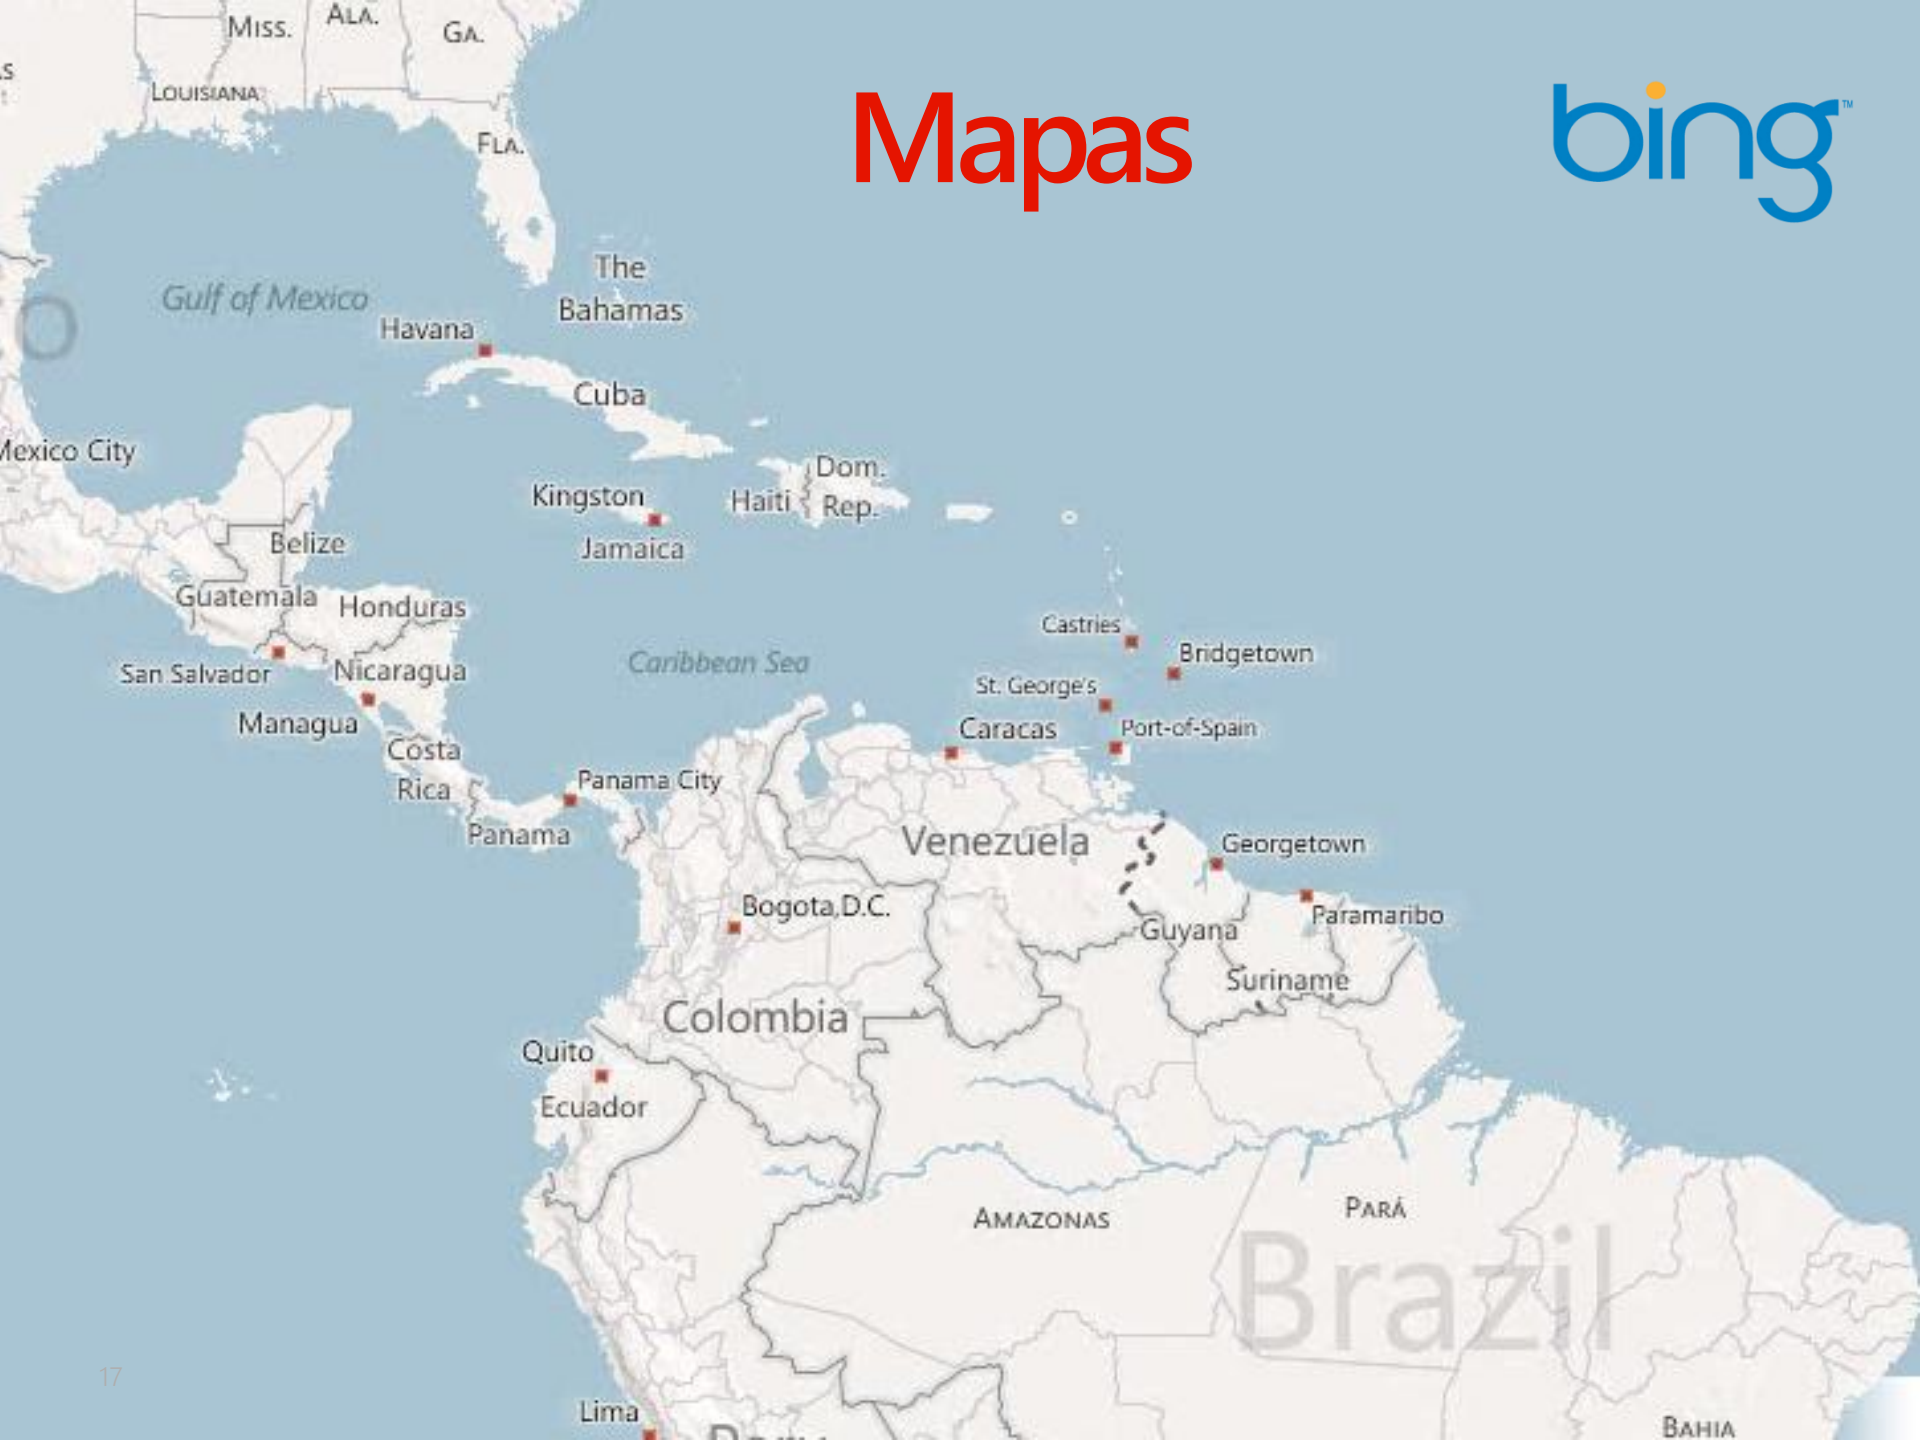 MISS.
ALA.
GA.
LOUISIANA
FLA.
Mapas
bing™
The
Bahamas
Gulf of Mexico
Havana
Cuba
Mexico City
Dom.
Rep.
Haiti
Kingston
Jamaica
Belize
Guatemala
Honduras
San Salvador
Nicaragua
Managua
Caribbean Sea
Castries
Bridgetown
St. George's
Port-of-Spain
Caracas
Costa
Rica
Panama City
Panama
Venezuela
Georgetown
Bogota,D.C.
Paramaribo
Guyana
Suriname
Colombia
Quito
Ecuador
AMAZONAS
PARÁ
Brazil
17
Lima
BAHIA